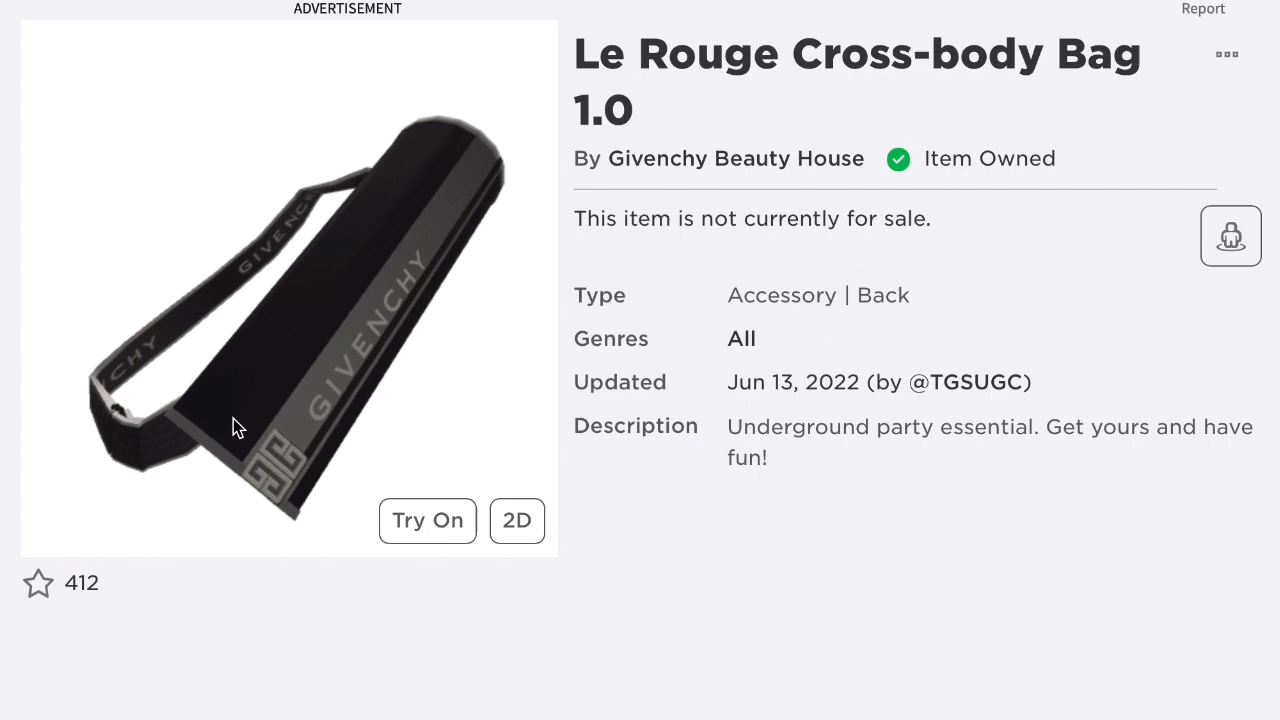 ADVERTISEMENT
Report
Le Rouge Cross-body Bag
1.0
By Givenchy Beauty House Item Owned
This item is not currently for sale.
Type Accessory | Back
Genres All
Updated Jun 13, 2022 (by @TGSUGC)
Description Underground party essential. Get yours and have
fun!
GIVENCHY
CHY
GIVENCHY
Try On 2D
412